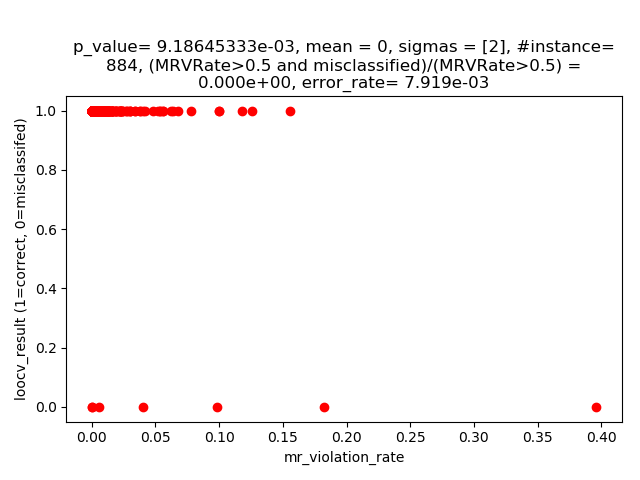 p_value= 9.18645333e-03, mean = 0, sigmas = [2], #instance=
884, (MRVRate>0.5 and misclassified)/(MRVRate>0.5) =
0.000e+00, error_rate= 7.919e-03
1.0
0.8
0.6
0.4
0.2
0.0
loocv_result (1=correct, 0=misclassifed)
0.00 0.05 0.10 0.15 0.20 0.25 0.30 0.35 0.40
mr_violation_rate